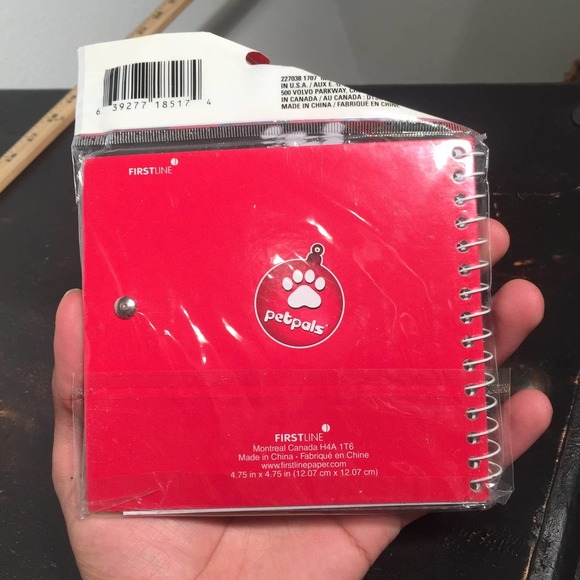 6 39277 18517 4
227038 1707
IN U.S.A. / AUX E.
500 VOLVO PARKWAY,
IN CANADA / AU CANADA :
MADE IN CHINA / FABRIQUÉ EN CHINE
FIRSTLINE
petpals
FIRSTLINE
Montreal Canada H4A 1T6
Made in China - Fabriqué en Chine
www.firstlinepaper.com
4.75 in x 4.75 in (12.07 cm x 12.07 cm)